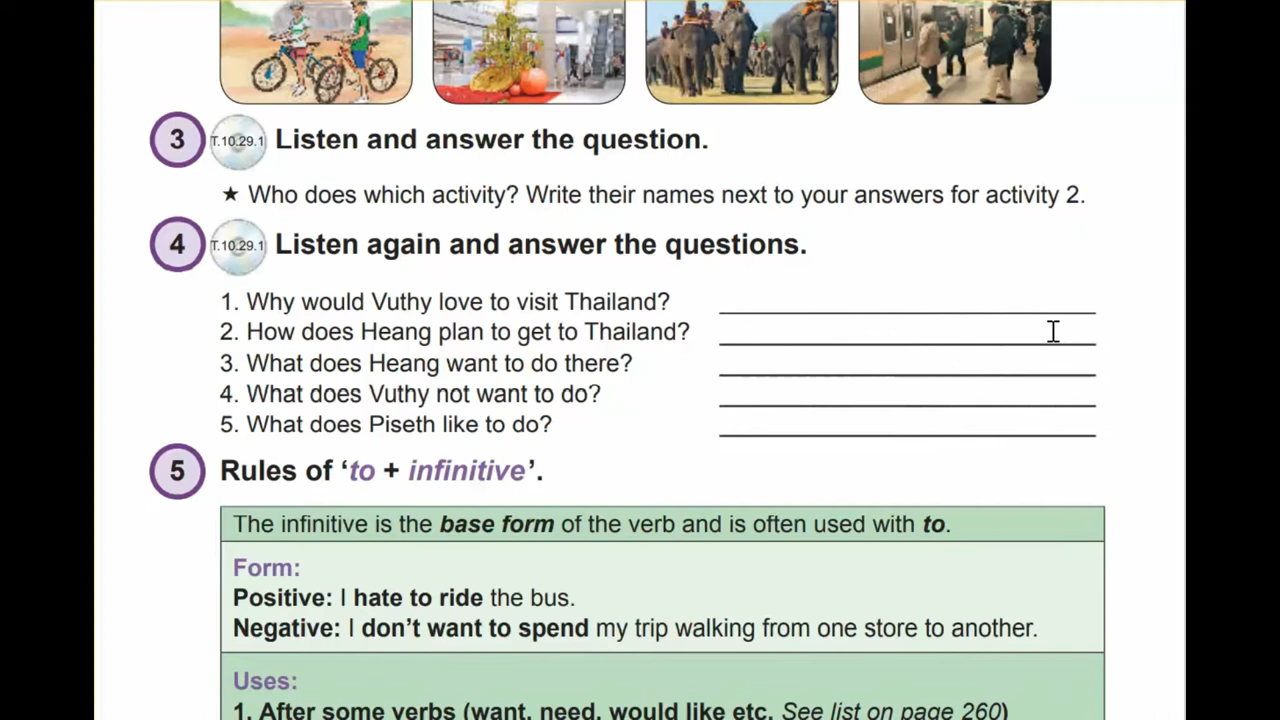 3 T.10.29.1 Listen and answer the question.
★ Who does which activity? Write their names next to your answers for activity 2.
4 T.10.29.1 Listen again and answer the questions.
1. Why would Vuthy love to visit Thailand?
2. How does Heang plan to get to Thailand?
3. What does Heang want to do there?
4. What does Vuthy not want to do?
5. What does Piseth like to do?
5 Rules of ‘to + infinitive’.
The infinitive is the base form of the verb and is often used with to.
Form:
Positive: I hate to ride the bus.
Negative: I don’t want to spend my trip walking from one store to another.
Uses:
1. After some verbs (want, need, would like etc. See list on page 260)